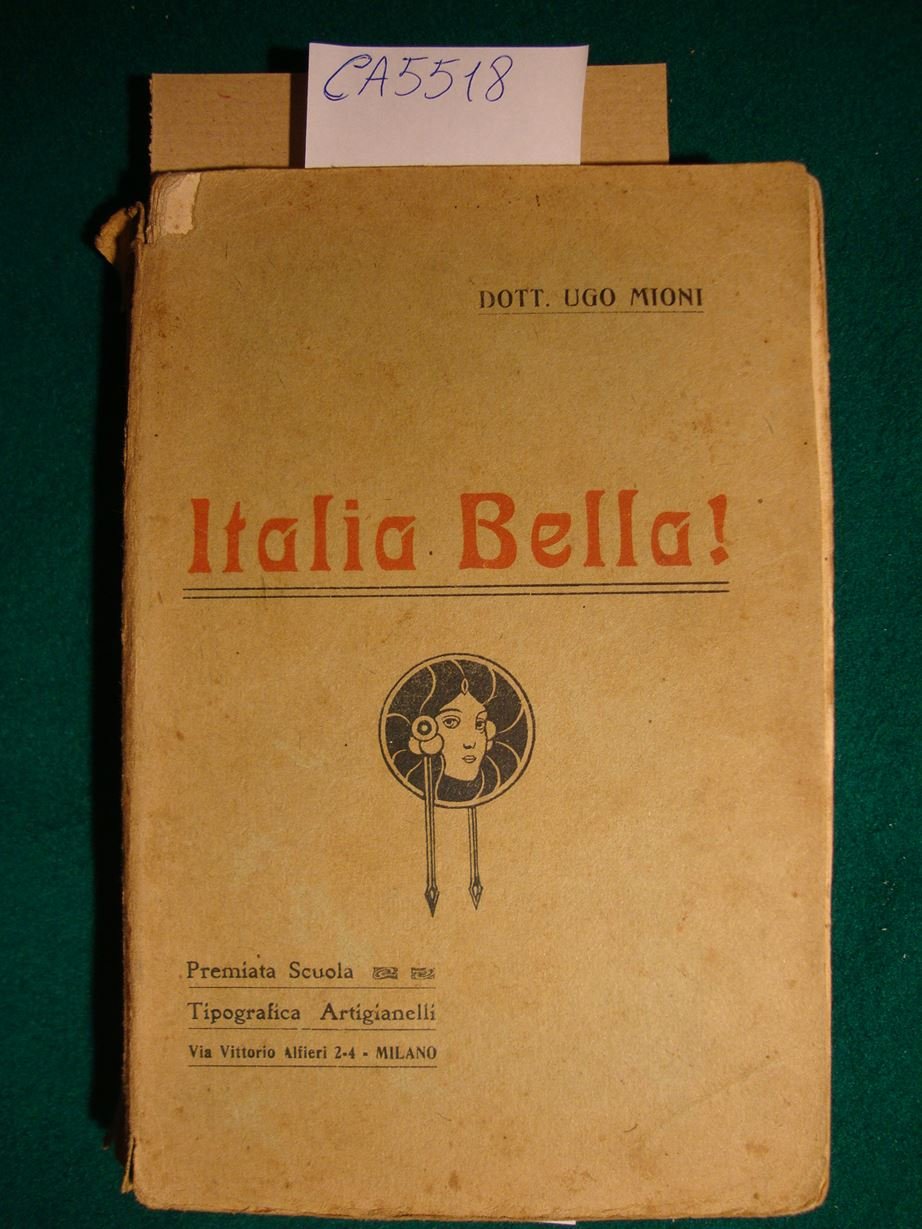 CA5518
DOTT. UGO MIONI
Italia Bella!
Premiata Scuola
Tipografica Artigianelli
Via Vittorio Alfieri 2-4 - MILANO